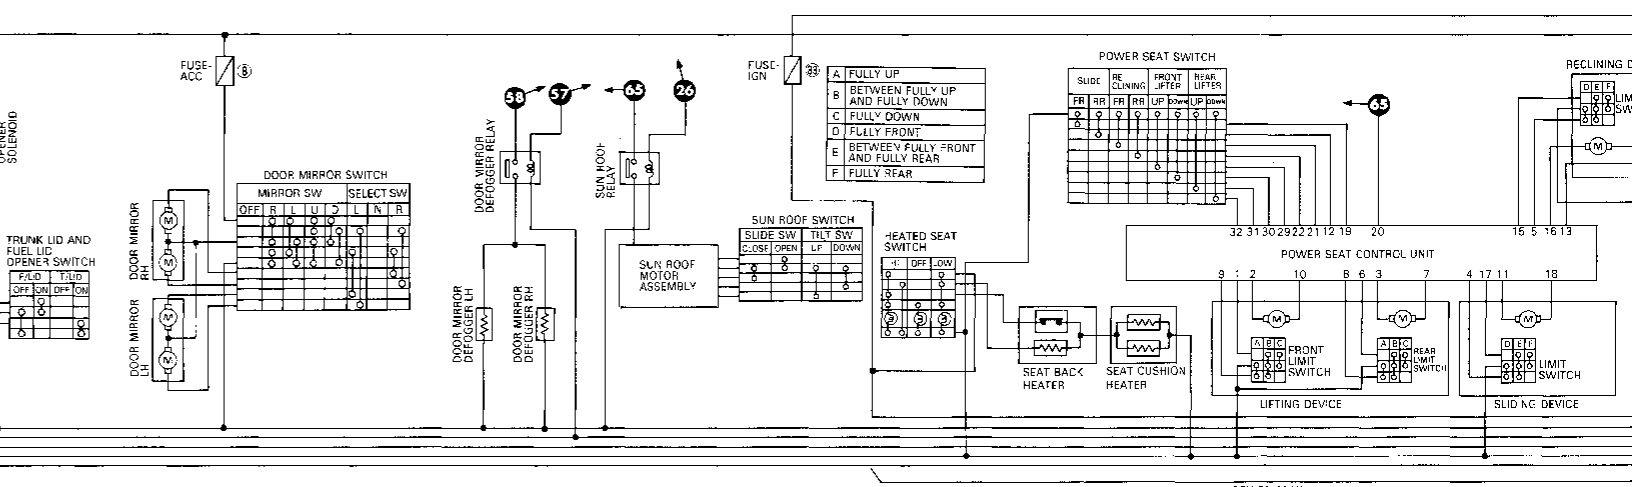 OPENER
SOLENOID
TRUNK LID AND
FUEL LID
OPENER SWITCH
F/LID T/LID
OFF ON OFF ON
FUSE-
ACC
8
DOOR MIRROR SWITCH
MIRROR SW SELECT SW
OFF R L U D L N R
DOOR MIRROR
RH
M
M
DOOR MIRROR
LH
M
M
58
57
65
26
DOOR MIRROR
DEFOGGER RELAY
DOOR MIRROR
DEFOGGER LH
DOOR MIRROR
DEFOGGER RH
SUN ROOF
RELAY
SUN ROOF
MOTOR
ASSEMBLY
SUN ROOF SWITCH
SLIDE SW TILT SW
CLOSE OPEN UP DOWN
FUSE-
IGN
A FULLY UP
B BETWEEN FULLY UP
AND FULLY DOWN
C FULLY DOWN
D FULLY FRONT
E BETWEEN FULLY FRONT
AND FULLY REAR
F FULLY REAR
HEATED SEAT
SWITCH
OFF LOW
SEAT BACK
HEATER
SEAT CUSHION
HEATER
POWER SEAT SWITCH
SLIDE RE CLINING FRONT LIFTER REAR LIFTER
FR RR FR RR UP DOWN UP DOWN
65
32 31 30 29 22 21 12 19 20 15 5 16 13
POWER SEAT CONTROL UNIT
9 1 2 10 8 6 3 7 4 17 11 18
M
M
M
A B C
FRONT
LIMIT
SWITCH
A B C
REAR
LIMIT
SWITCH
LIFTING DEVICE
D E F
LIMIT
SWITCH
SLIDING DEVICE
RECLINING D
D E F
LIM
SW
M